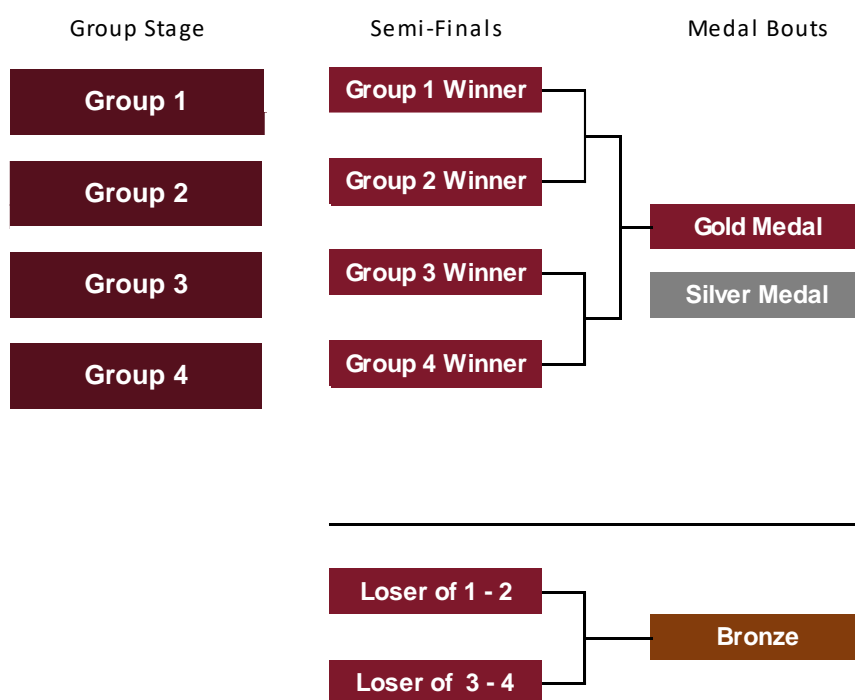 Group Stage
Semi-Finals
Medal Bouts
Group 1
Group 1 Winner
Group 2
Group 2 Winner
Gold Medal
Group 3
Group 3 Winner
Silver Medal
Group 4
Group 4 Winner
Loser of 1 - 2
Bronze
Loser of 3 - 4